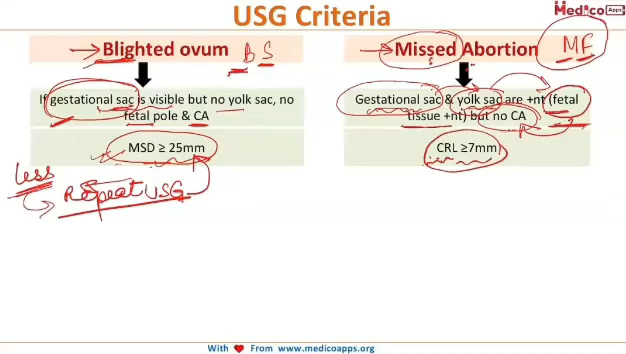 USG Criteria
Medico Apps
Blighted ovum B S
Missed Abortion MF
If gestational sac is visible but no yolk sac, no
fetal pole & CA
Gestational sac & yolk sac are +nt (fetal
tissue +nt) but no CA
MSD ≥ 25mm
CRL ≥7mm
less
Repeat USG
With ❤ From www.medicoapps.org